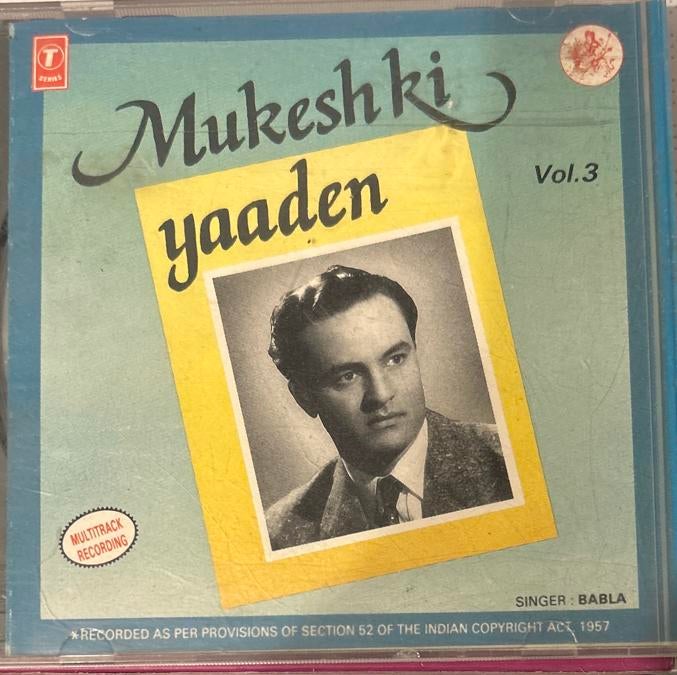 T
SERIES
Mukesh ki
yaaden
Vol.3
MULTITRACK
RECORDING
SINGER : BABLA
*RECORDED AS PER PROVISIONS OF SECTION 52 OF THE INDIAN COPYRIGHT ACT, 1957